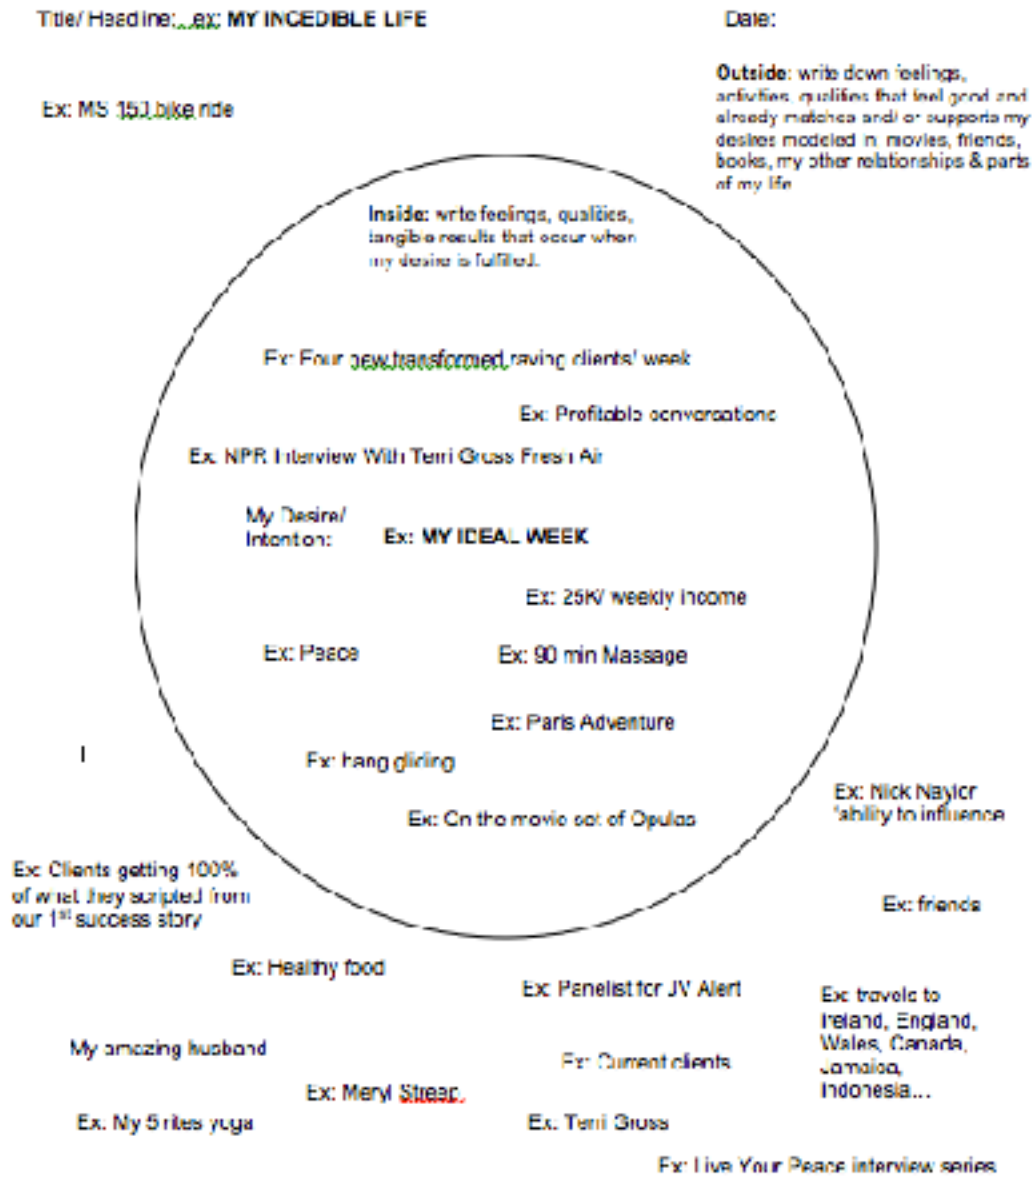 Title/ Headline: ex: MY INCEDIBLE LIFE
Date:
Outside: write down feelings,
activties, qualifies that feel good and
already matches and/ or supports my
desires modeled in movies, friends,
books, my other relationships & parts
of my life
Ex: MS 150 bike ride
Inside: write feelings, qualities,
tangible results that occur when
my desire is fulfilled.
Ex: Four new transformed raving clients/ week
Ex: Profitable conversations
Ex: NPR Interview With Terri Gross Fresh Air
My Desire/
Intention:
Ex: MY IDEAL WEEK
Ex: 25K/ weekly income
Ex: Peace
Ex: 90 min Massage
Ex: Paris Adventure
Ex: hang gliding
Ex: On the movie set of Opulas
Ex: Nick Naylor
'ability to influence
Ex: Clients getting 100%
of what they scripted from
our 1st success story
Ex: friends
Ex: Healthy food
Ex: Panelist for JV Alert
Ex: travels to
Ireland, England,
Wales, Canada,
Jamaica,
Indonesia...
My amazing husband
Ex: Current clients
Ex: Meryl Streep
Ex: My 5 rites yoga
Ex: Terri Gross
Ex: Live Your Peace interview series